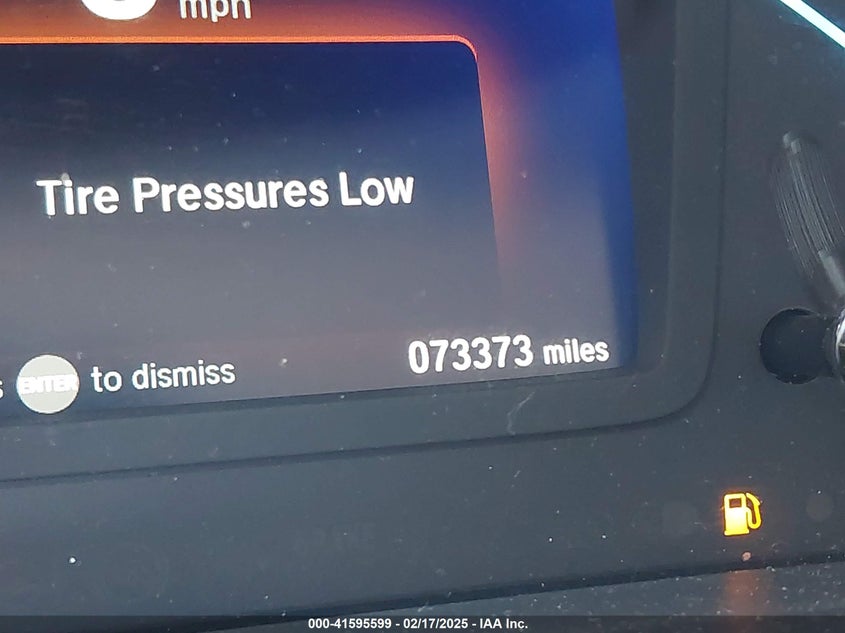 mph
Tire Pressures Low
073373 miles
ENTER to dismiss
000-41595599 - 02/17/2025 - IAA Inc.